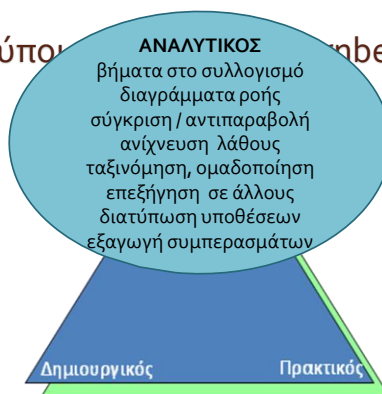 ΑΝΑΛΥΤΙΚΟΣ
βήματα στο συλλογισμό
διαγράμματα ροής
σύγκριση / αντιπαραβολή
ανίχνευση λάθους
ταξινόμηση, ομαδοποίηση
επεξήγηση σε άλλους
διατύπωση υποθέσεων
εξαγωγή συμπερασμάτων
Δημιουργικός Πρακτικός